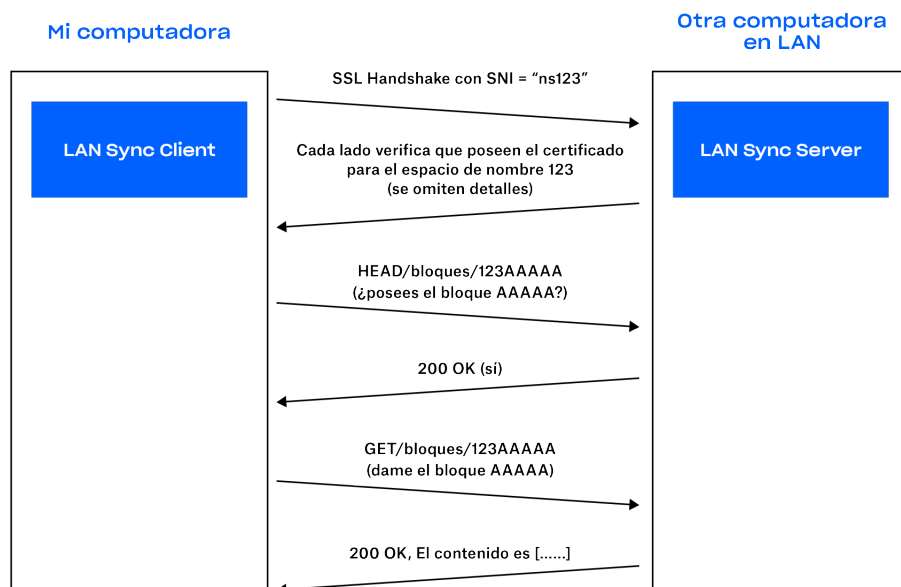 Mi computadora
Otra computadora
en LAN
SSL Handshake con SNI = “ns123”
LAN Sync Client
LAN Sync Server
Cada lado verifica que poseen el certificado
para el espacio de nombre 123
(se omiten detalles)
HEAD/bloques/123AAAAA
(¿posees el bloque AAAAA?)
200 OK (sí)
GET/bloques/123AAAAA
(dame el bloque AAAAA)
200 OK, El contenido es [......]